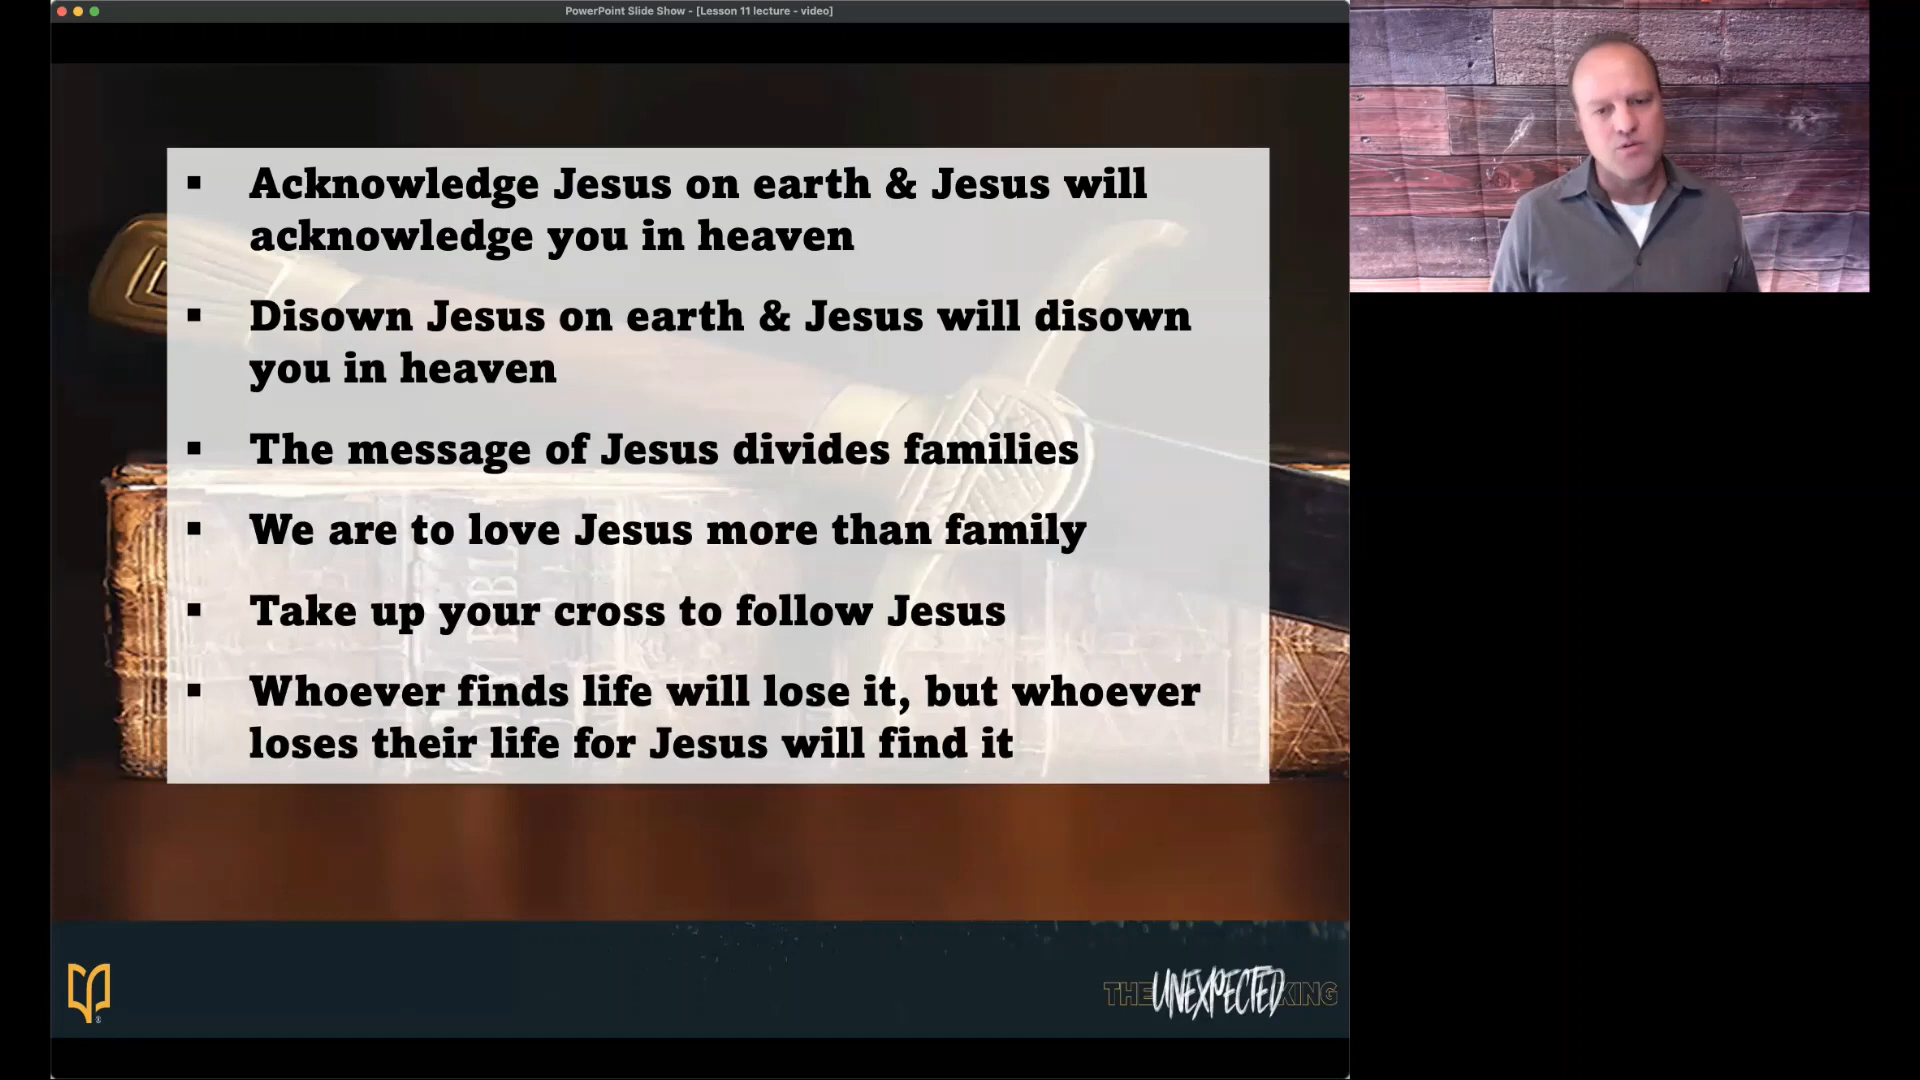 PowerPoint Slide Show - [Lesson 11 lecture - video]
▪ Acknowledge Jesus on earth & Jesus will
acknowledge you in heaven
▪ Disown Jesus on earth & Jesus will disown
you in heaven
▪ The message of Jesus divides families
▪ We are to love Jesus more than family
▪ Take up your cross to follow Jesus
▪ Whoever finds life will lose it, but whoever
loses their life for Jesus will find it
THE UNEXPECTED KING